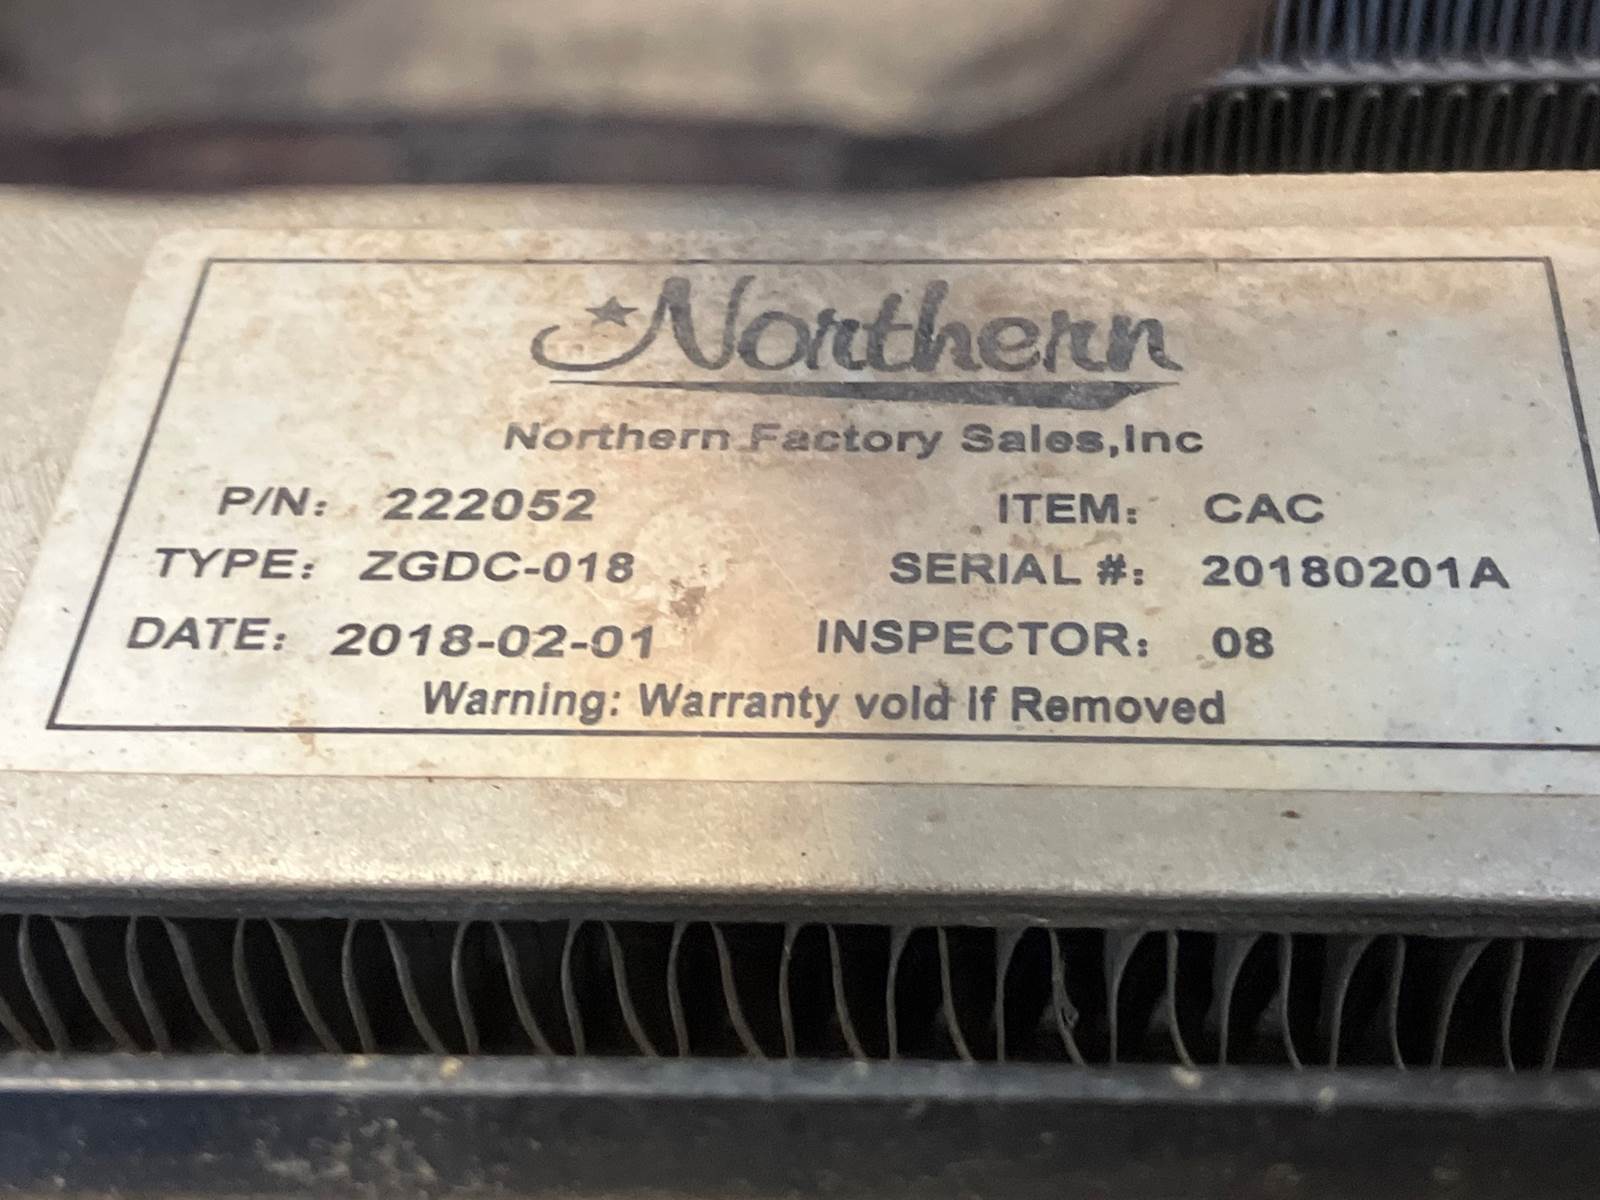 Northern
Northern Factory Sales,Inc
P/N: 222052 ITEM: CAC
TYPE: ZGDC-018 SERIAL #: 20180201A
DATE: 2018-02-01 INSPECTOR: 08
Warning: Warranty vold if Removed